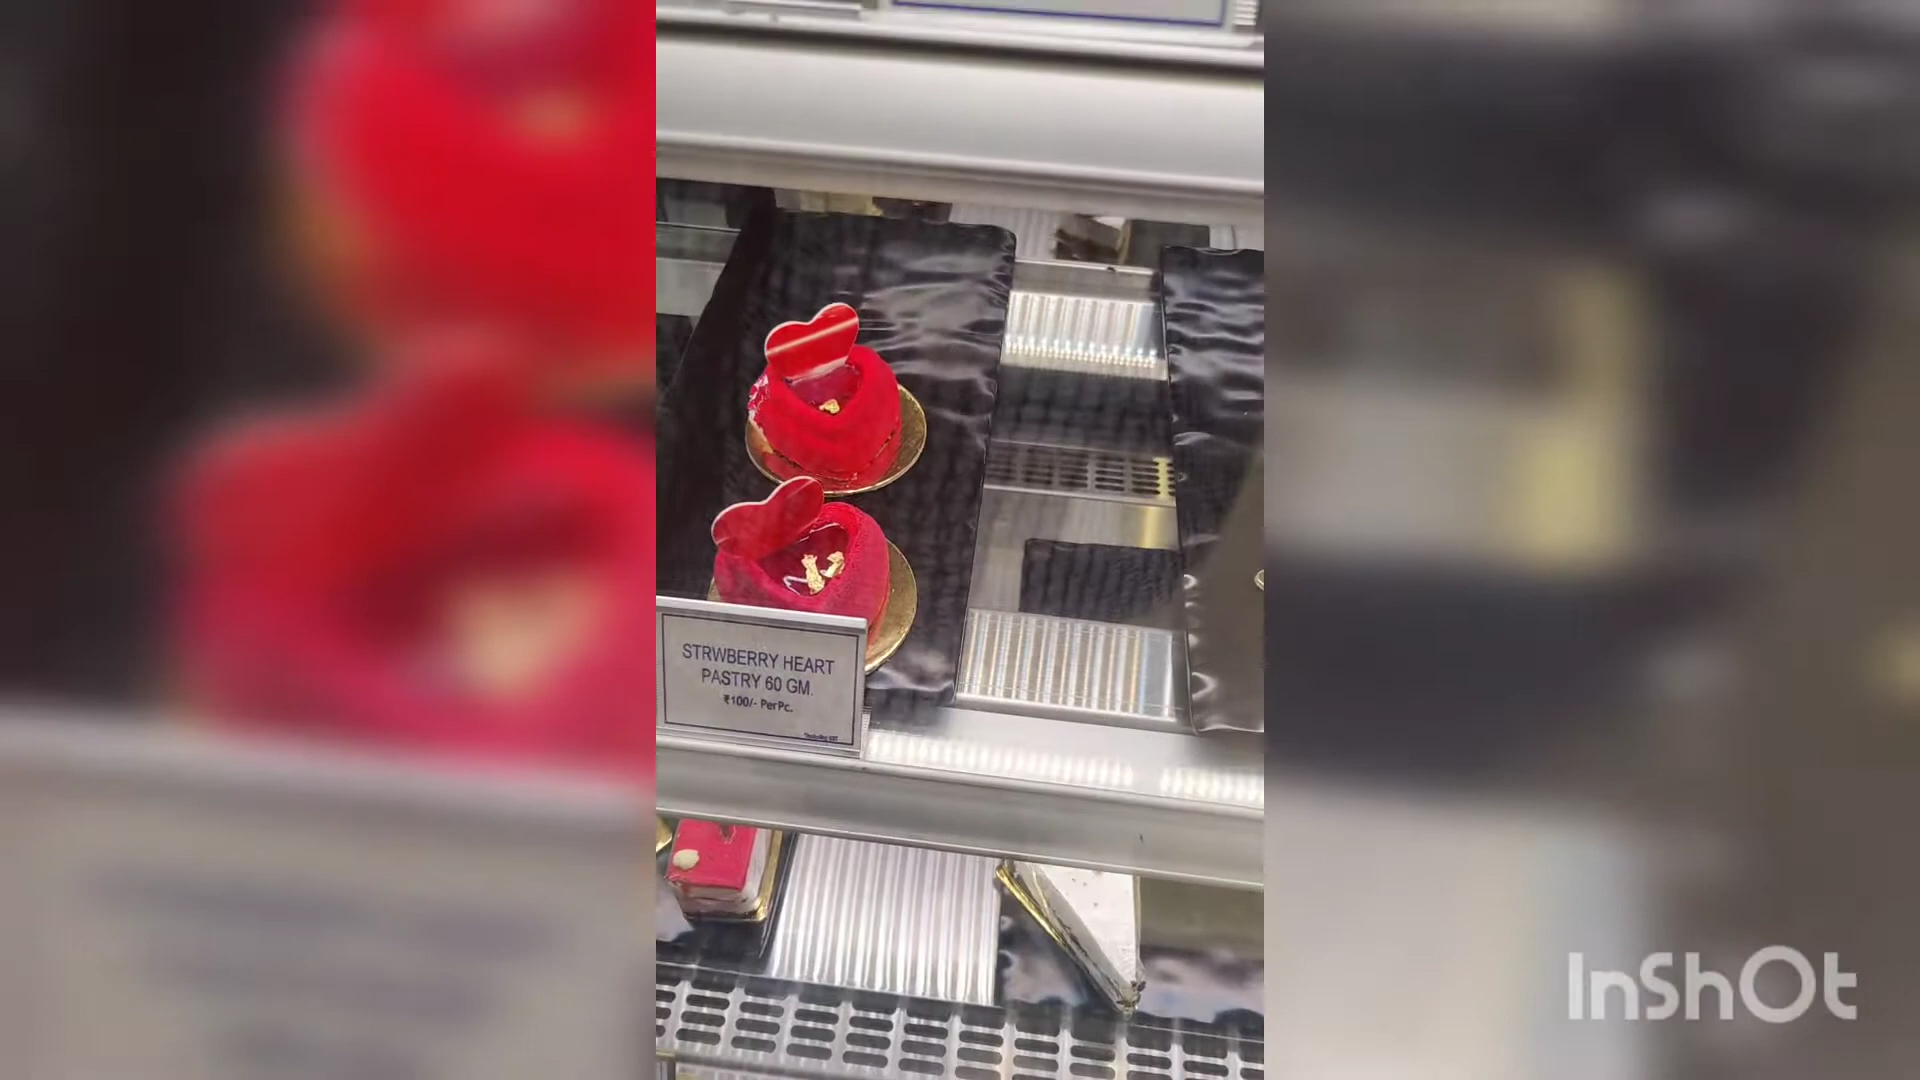 STRWBERRY HEART
PASTRY 60 GM.
₹100/- PerPc.
InShOt